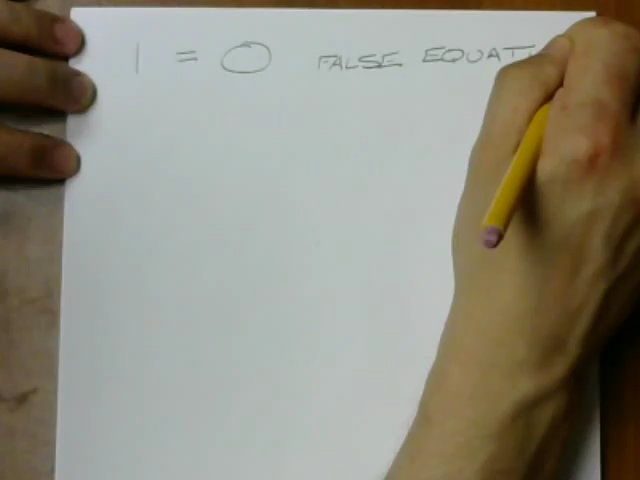 1 = 0 FALSE EQUAT